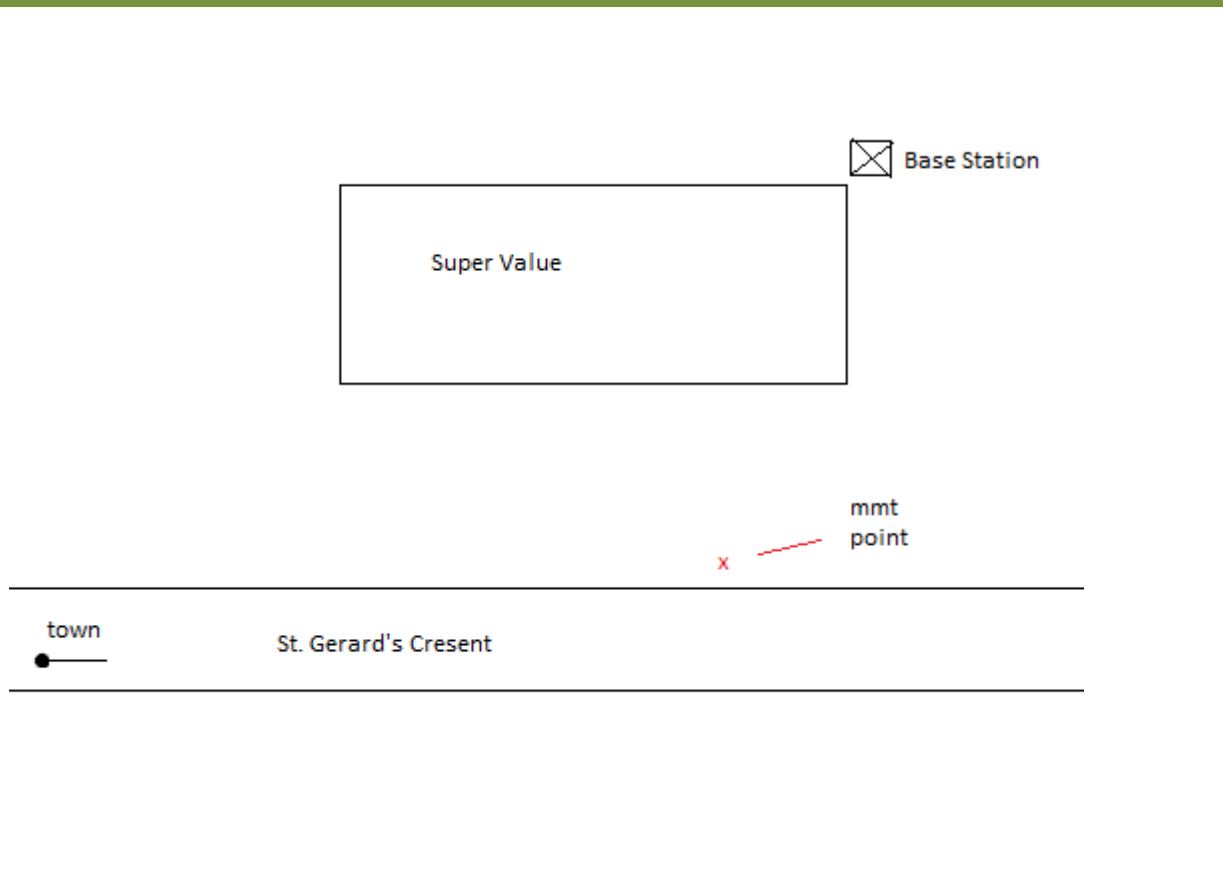 Base Station
Super Value
mmt
point
x
town
St. Gerard's Cresent